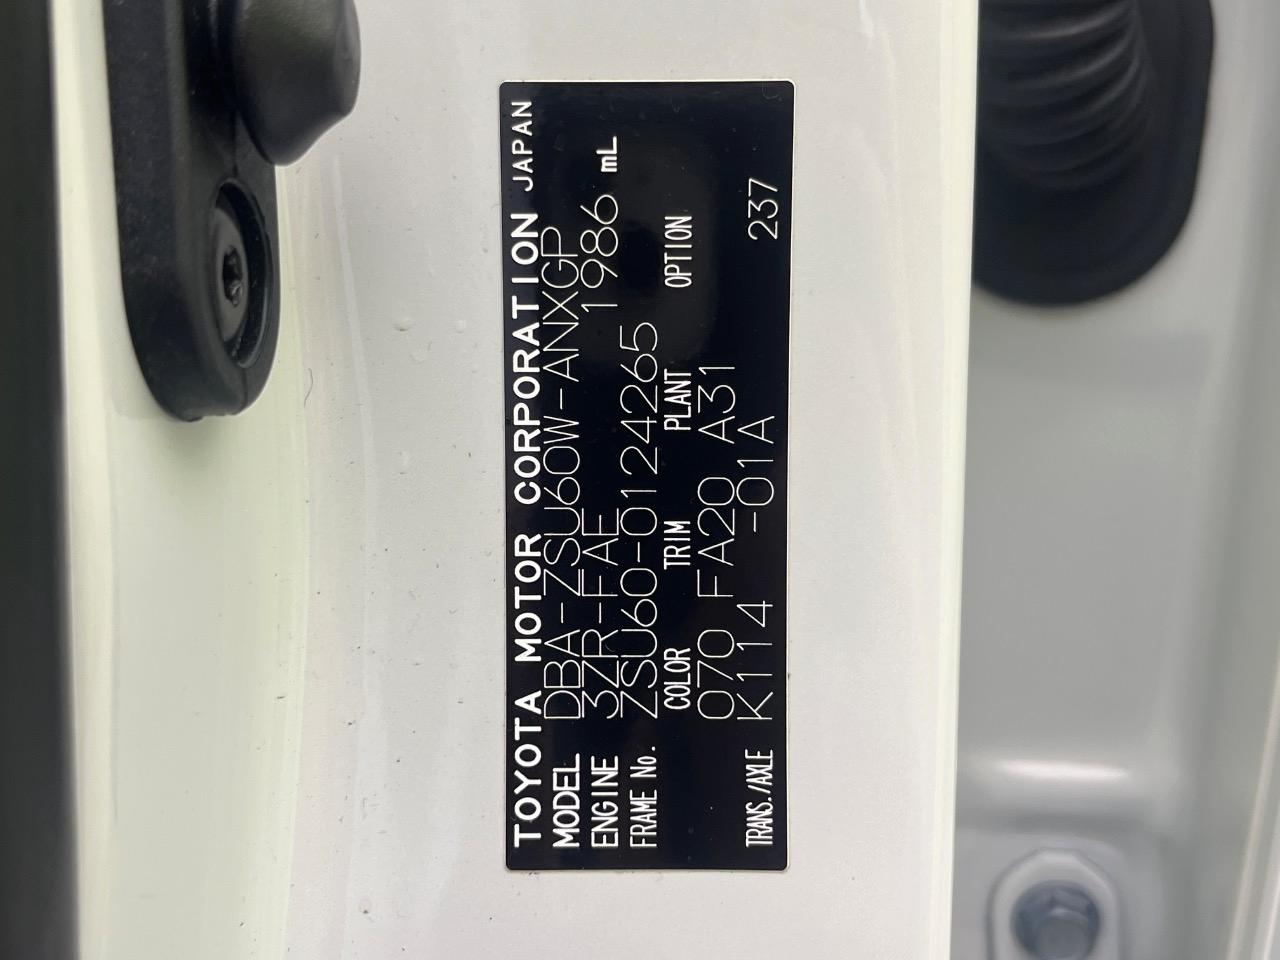 TOYOTA MOTOR CORPORATION JAPAN
MODEL DBA-ZSU60W-ANXGP
ENGINE 3ZR-FAE 1986 mL
FRAME No. ZSU60-0124265
COLOR TRIM PLANT OPTION
070 FA20 A31
TRANS./AXLE K114 -01A 237